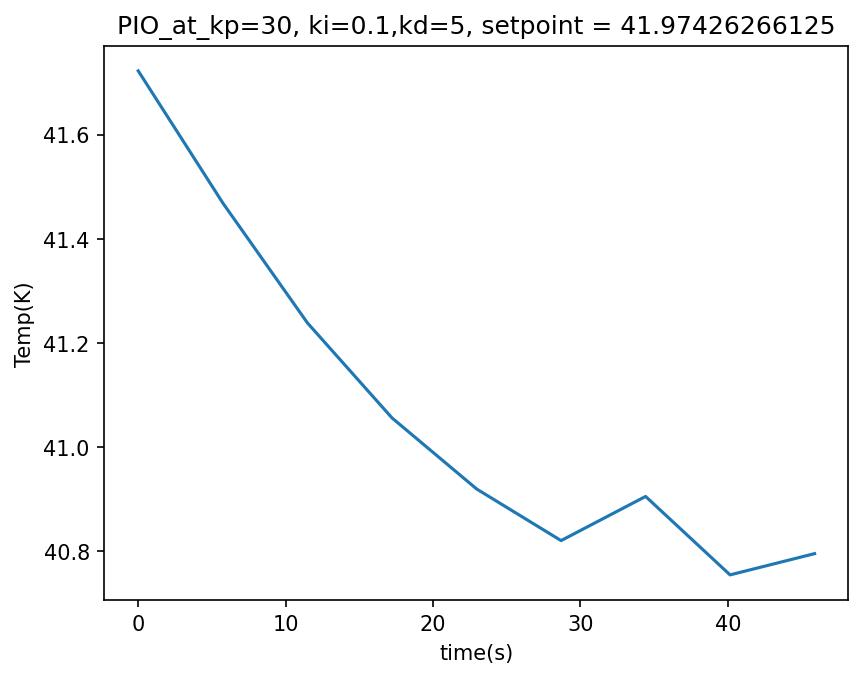 PIO_at_kp=30, ki=0.1,kd=5, setpoint = 41.97426266125
Temp(K)
41.6
41.4
41.2
41.0
40.8
0 10 20 30 40
time(s)